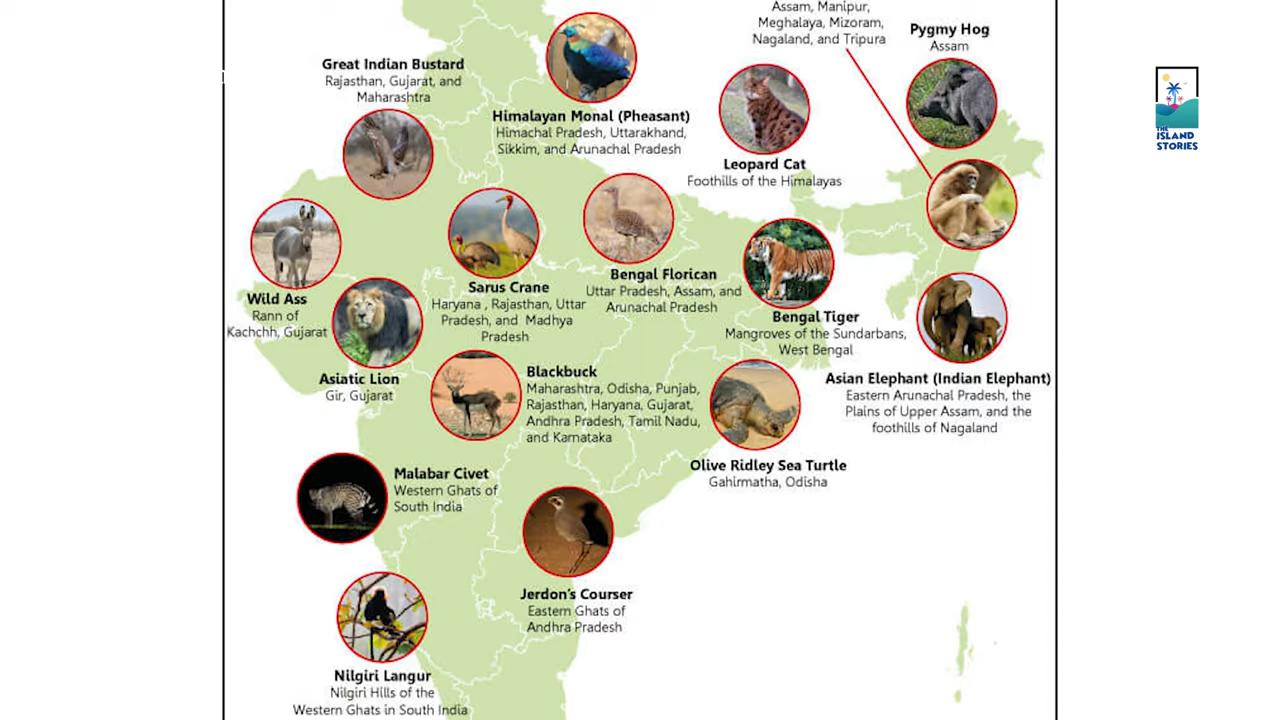 Assam, Manipur,
Meghalaya, Mizoram,
Nagaland, and Tripura
Pygmy Hog
Assam
Great Indian Bustard
Rajasthan, Gujarat, and
Maharashtra
Himalayan Monal (Pheasant)
Himachal Pradesh, Uttarakhand,
Sikkim, and Arunachal Pradesh
Leopard Cat
Foothills of the Himalayas
THE
ISLAND
STORIES
Wild Ass
Rann of
Kachchh, Gujarat
Sarus Crane
Haryana , Rajasthan, Uttar
Pradesh, and Madhya
Pradesh
Bengal Florican
Uttar Pradesh, Assam, and
Arunachal Pradesh
Bengal Tiger
Mangroves of the Sundarbans,
West Bengal
Asiatic Lion
Gir, Gujarat
Blackbuck
Maharashtra, Odisha, Punjab,
Rajasthan, Haryana, Gujarat,
Andhra Pradesh, Tamil Nadu,
and Karnataka
Asian Elephant (Indian Elephant)
Eastern Arunachal Pradesh, the
Plains of Upper Assam, and the
foothills of Nagaland
Olive Ridley Sea Turtle
Gahirmatha, Odisha
Malabar Civet
Western Ghats of
South India
Jerdon's Courser
Eastern Ghats of
Andhra Pradesh
Nilgiri Langur
Nilgiri Hills of the
Western Ghats in South India